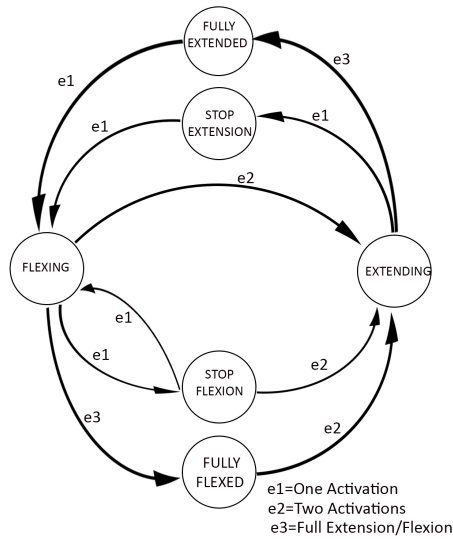 FULLY
EXTENDED
e3
e1
STOP
EXTENSION
e1
e1
e2
FLEXING
EXTENDING
e1
e1
STOP
FLEXION
e2
e3
FULLY
FLEXED
e2
e1=One Activation
e2=Two Activations
e3=Full Extension/Flexion